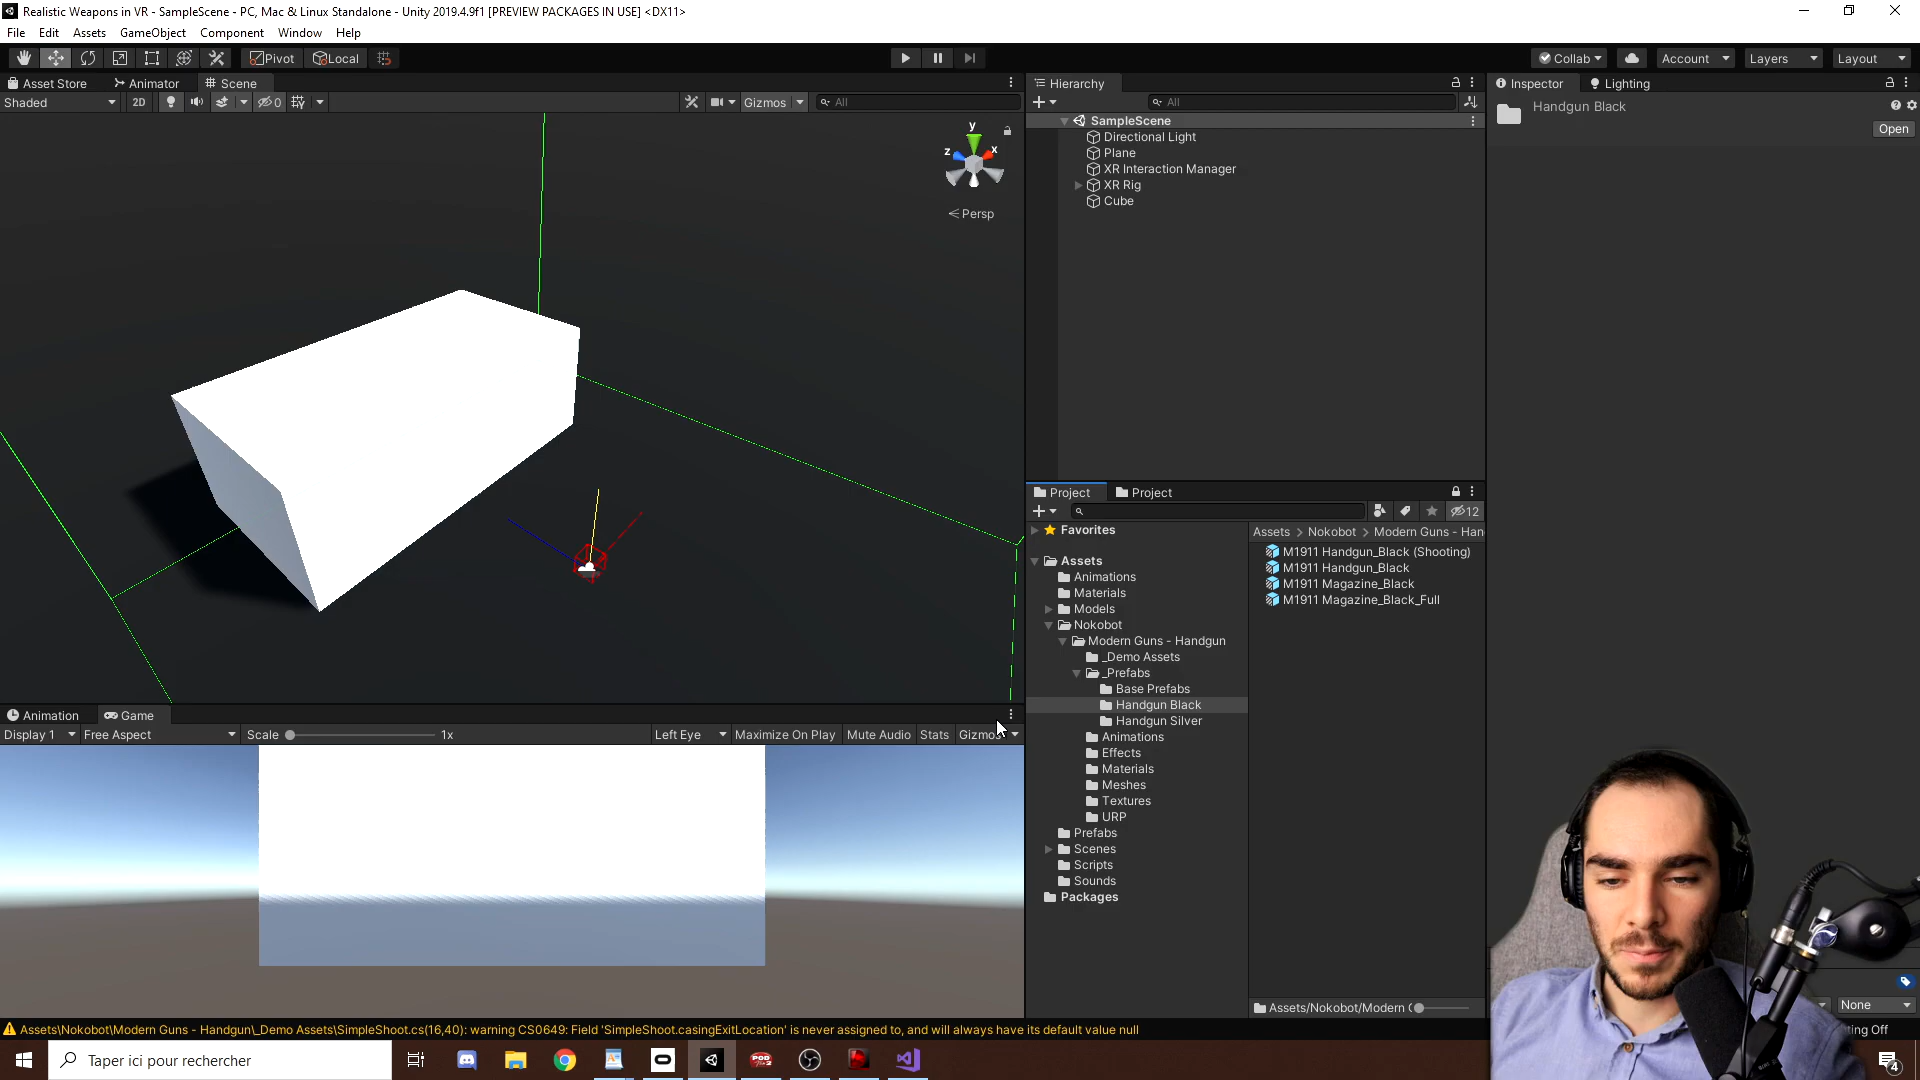 Realistic Weapons in VR - SampleScene - PC, Mac & Linux Standalone - Unity 2019.4.9f1 [PREVIEW PACKAGES IN USE] <DX11>
File Edit Assets GameObject Component Window Help
Pivot Local Collab Account Layers Layout
Asset Store Animator Scene
Shaded 2D 0 Gizmos All
y
z x
Persp
Hierarchy
All
SampleScene
Directional Light
Plane
XR Interaction Manager
XR Rig
Cube
Inspector Lighting
Handgun Black
Open
Project Project
12
Favorites
Assets
Animations
Materials
Models
Nokobot
Modern Guns - Handgun
_Demo Assets
_Prefabs
Base Prefabs
Handgun Black
Handgun Silver
Animations
Effects
Materials
Meshes
Textures
URP
Prefabs
Scenes
Scripts
Sounds
Packages
Assets > Nokobot > Modern Guns - Han
M1911 Handgun_Black (Shooting)
M1911 Handgun_Black
M1911 Magazine_Black
M1911 Magazine_Black_Full
Assets/Nokobot/Modern
None
Animation Game
Display 1 Free Aspect Scale 1x Left Eye Maximize On Play Mute Audio Stats Gizmos
Assets\Nokobot\Modern Guns - Handgun\_Demo Assets\SimpleShoot.cs(16,40): warning CS0649: Field 'SimpleShoot.casingExitLocation' is never assigned to, and will always have its default value null
ting Off
Taper ici pour rechercher
4